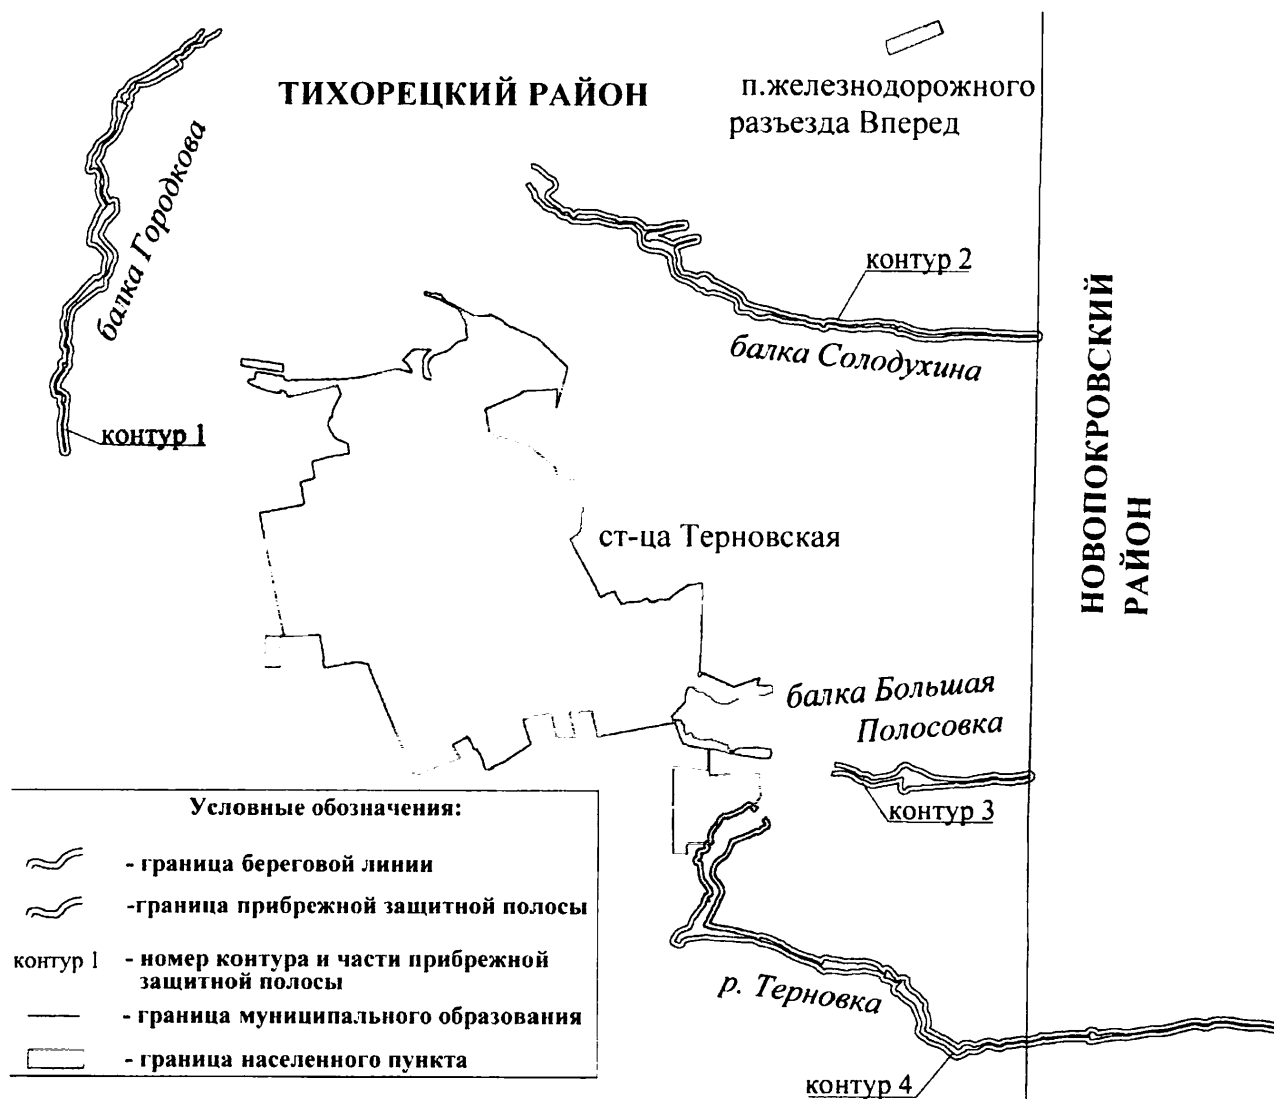 ТИХОРЕЦКИЙ РАЙОН
п.железнодорожного
разъезда Вперед
балка Городкова
контур 2
балка Солодухина
контур 1
НОВОПОКРОВСКИЙ
РАЙОН
ст-ца Терновская
балка Большая
Полосовка
контур 3
р. Терновка
контур 4
Условные обозначения:
- граница береговой линии
-граница прибрежной защитной полосы
контур 1 - номер контура и части прибрежной
защитной полосы
- граница муниципального образования
- граница населенного пункта